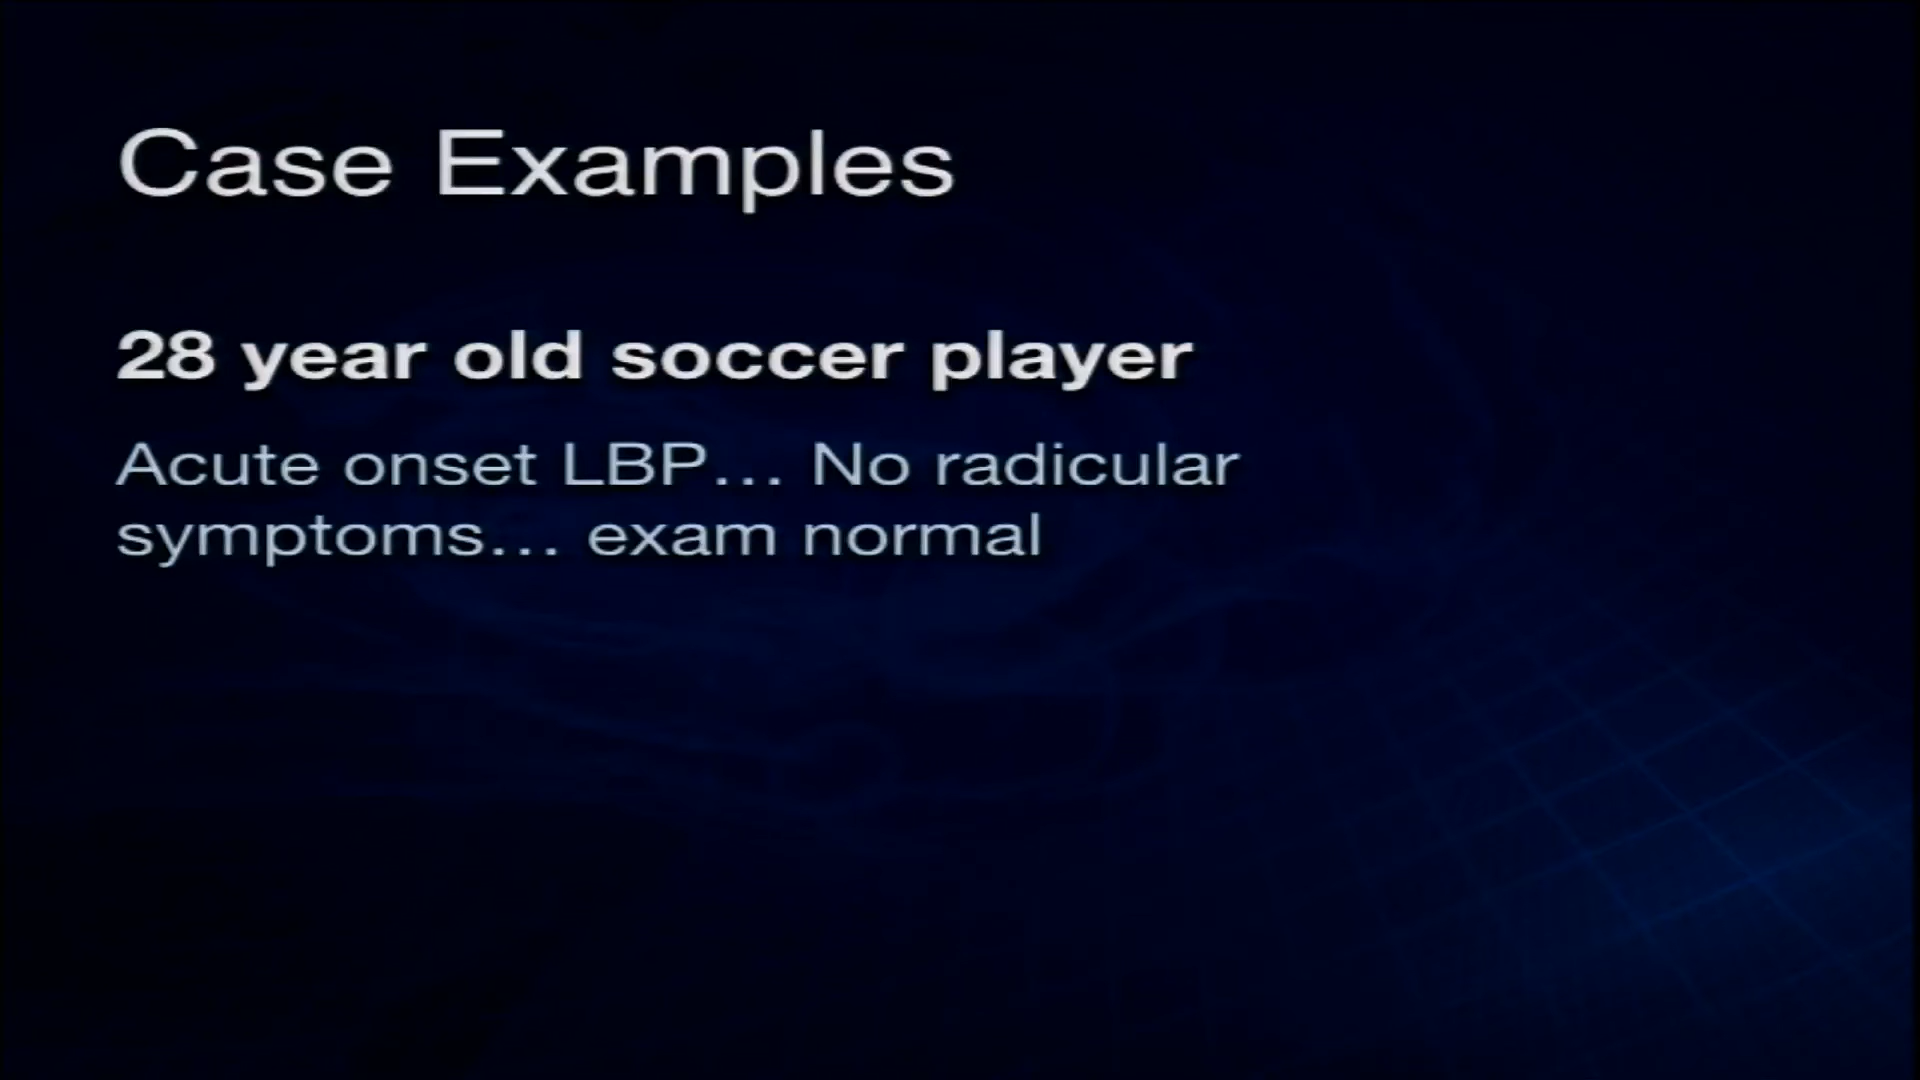 Case Examples
28 year old soccer player
Acute onset LBP... No radicular
symptoms... exam normal